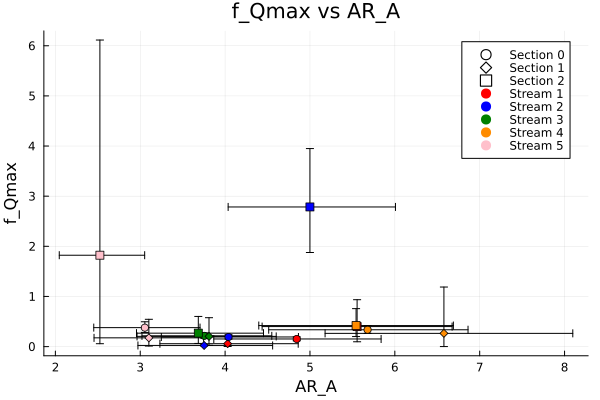 f_Qmax vs AR_A
f_Qmax
6
5
4
3
2
1
0
2
3
4
5
6
7
8
AR_A
Section 0
Section 1
Section 2
Stream 1
Stream 2
Stream 3
Stream 4
Stream 5